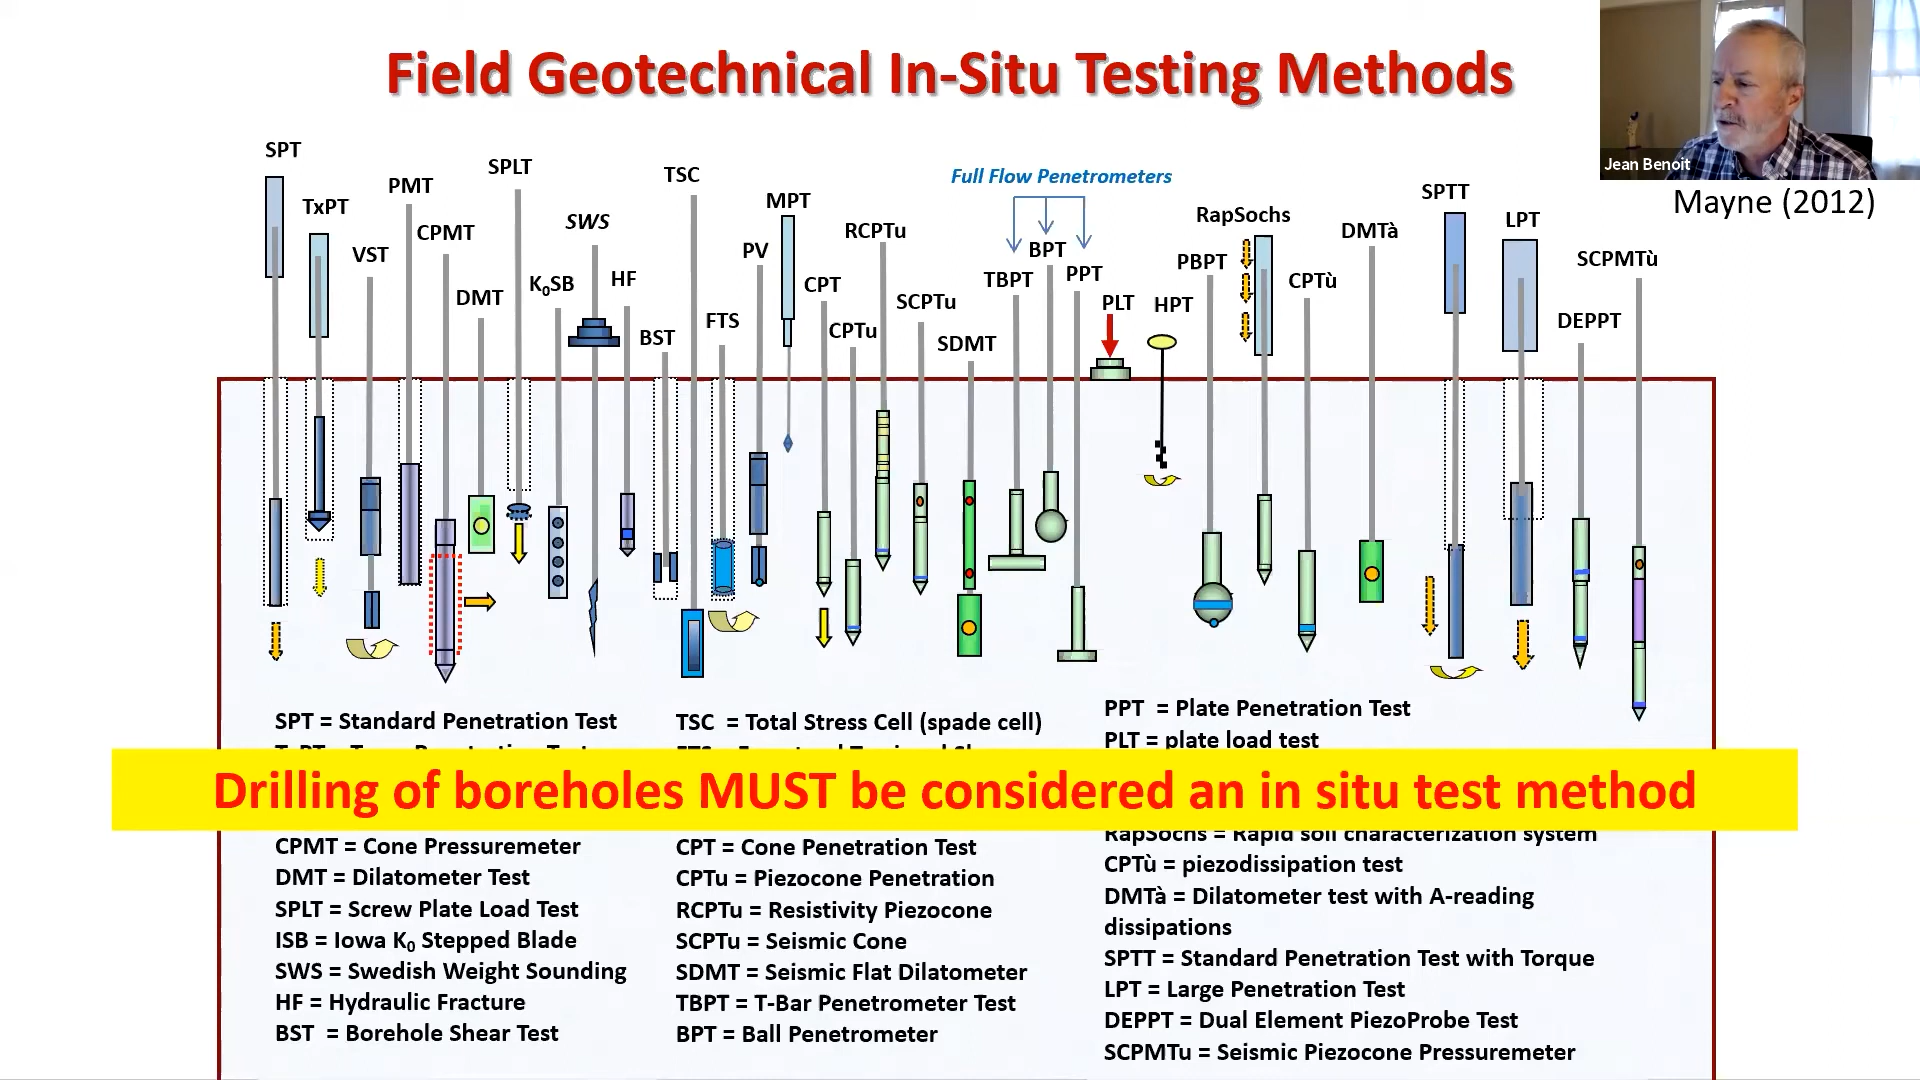 Field Geotechnical In-Situ Testing Methods
Jean Benoit
Mayne (2012)
SPT
TxPT
VST
PMT
CPMT
DMT
SPLT
K₀SB
SWS
HF
BST
TSC
FTS
PV
MPT
CPT
CPTu
RCPTu
SCPTu
SDMT
Full Flow Penetrometers
TBPT
BPT
PPT
PLT
HPT
PBPT
RapSochs
CPTù
DMTà
SPTT
LPT
DEPPT
SCPMTù
SPT = Standard Penetration Test
Drilling of boreholes MUST be considered an in situ test method
CPMT = Cone Pressuremeter
DMT = Dilatometer Test
SPLT = Screw Plate Load Test
ISB = Iowa K₀ Stepped Blade
SWS = Swedish Weight Sounding
HF = Hydraulic Fracture
BST = Borehole Shear Test
TSC = Total Stress Cell (spade cell)
CPT = Cone Penetration Test
CPTu = Piezocone Penetration
RCPTu = Resistivity Piezocone
SCPTu = Seismic Cone
SDMT = Seismic Flat Dilatometer
TBPT = T-Bar Penetrometer Test
BPT = Ball Penetrometer
PPT = Plate Penetration Test
PLT = plate load test
RapSochs = Rapid soil characterization system
CPTù = piezodissipation test
DMTà = Dilatometer test with A-reading
dissipations
SPTT = Standard Penetration Test with Torque
LPT = Large Penetration Test
DEPPT = Dual Element PiezoProbe Test
SCPMTu = Seismic Piezocone Pressuremeter